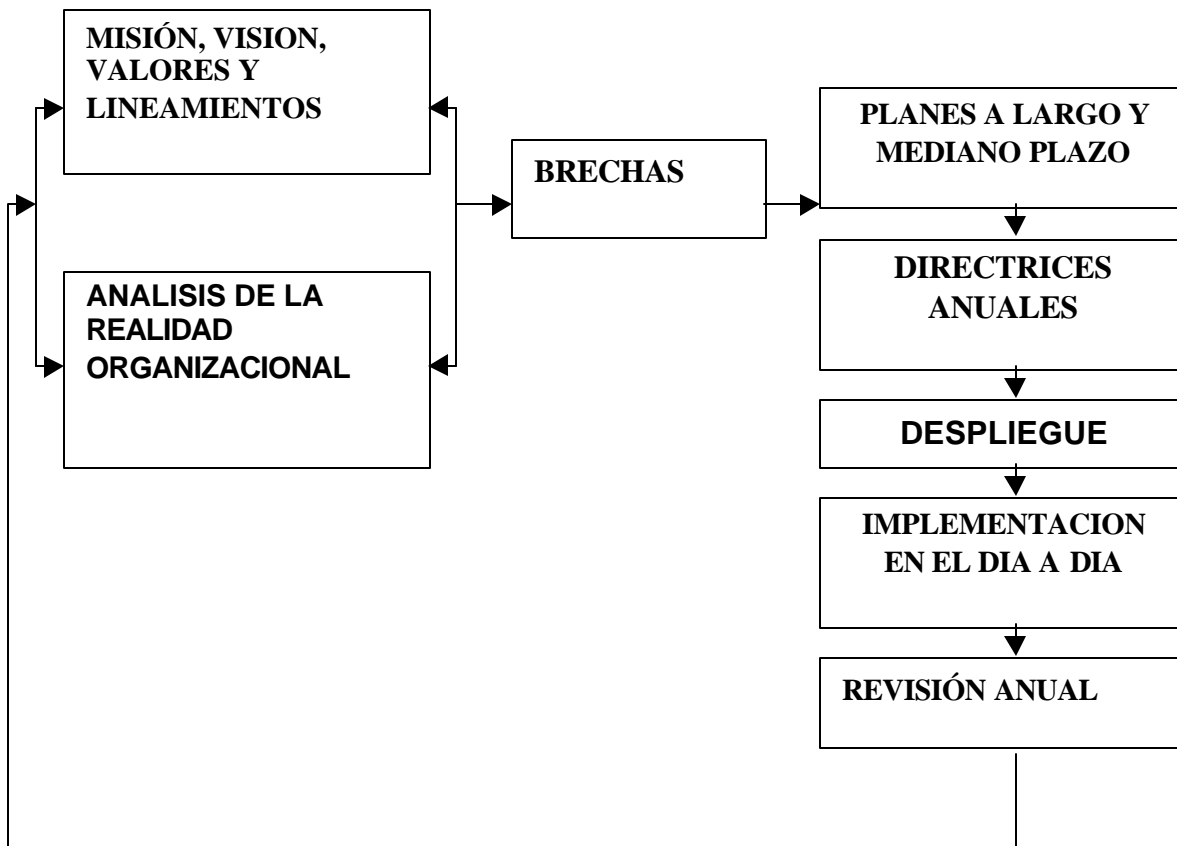 MISIÓN, VISION,
VALORES Y
LINEAMIENTOS
ANALISIS DE LA
REALIDAD
ORGANIZACIONAL
BRECHAS
PLANES A LARGO Y
MEDIANO PLAZO
DIRECTRICES
ANUALES
DESPLIEGUE
IMPLEMENTACION
EN EL DIA A DIA
REVISIÓN ANUAL